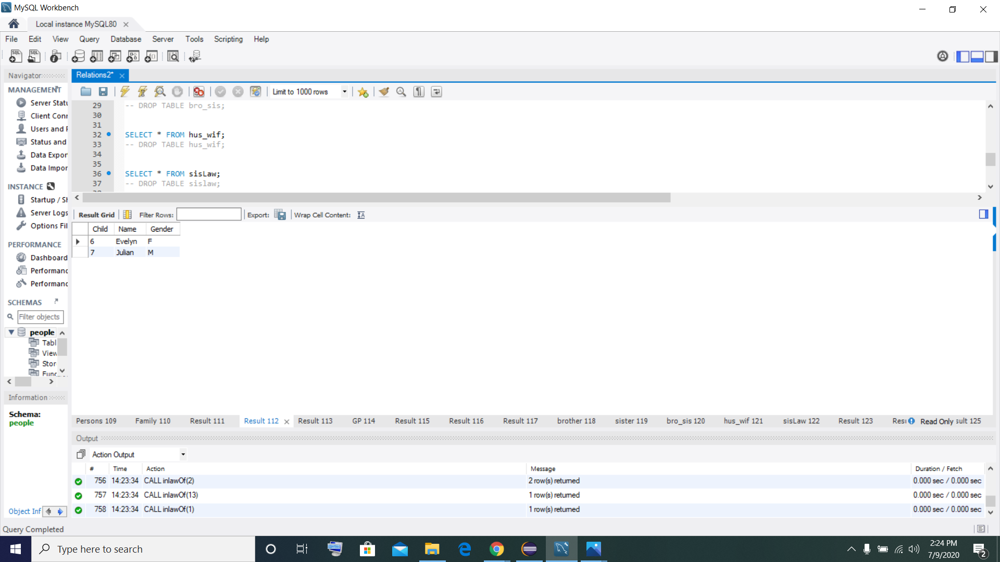 MySQL Workbench
Local instance MySQL80
File Edit View Query Database Server Tools Scripting Help
Navigator
Relations2*
MANAGEMENT
Server Statu
Client Conn
Users and P
Status and
Data Expor
Data Impor
INSTANCE
Startup / Sh
Server Logs
Options Fil
PERFORMANCE
Dashboard
Performanc
Performanc
SCHEMAS
Filter objects
people
Tabl
View
Stor
Func
Information
Schema:
people
Object Inf
Limit to 1000 rows
29 -- DROP TABLE bro_sis;
30
31
32 SELECT * FROM hus_wif;
33 -- DROP TABLE hus_wif;
34
35
36 SELECT * FROM sisLaw;
37 -- DROP TABLE sislaw;
Result Grid Filter Rows: Export: Wrap Cell Content:
Child Name Gender
6 Evelyn F
7 Julian M
Persons 109 Family 110 Result 111 Result 112 Result 113 GP 114 Result 115 Result 116 Result 117 brother 118 sister 119 bro_sis 120 hus_wif 121 sisLaw 122 Result 123 Resu Read Only sult 125
Output
Action Output
# Time Action Message Duration / Fetch
756 14:23:34 CALL inlawOf(2) 2 row(s) returned 0.000 sec / 0.000 sec
757 14:23:34 CALL inlawOf(13) 1 row(s) returned 0.000 sec / 0.000 sec
758 14:23:34 CALL inlawOf(1) 1 row(s) returned 0.000 sec / 0.000 sec
Query Completed
Type here to search
2:24 PM
7/9/2020
2